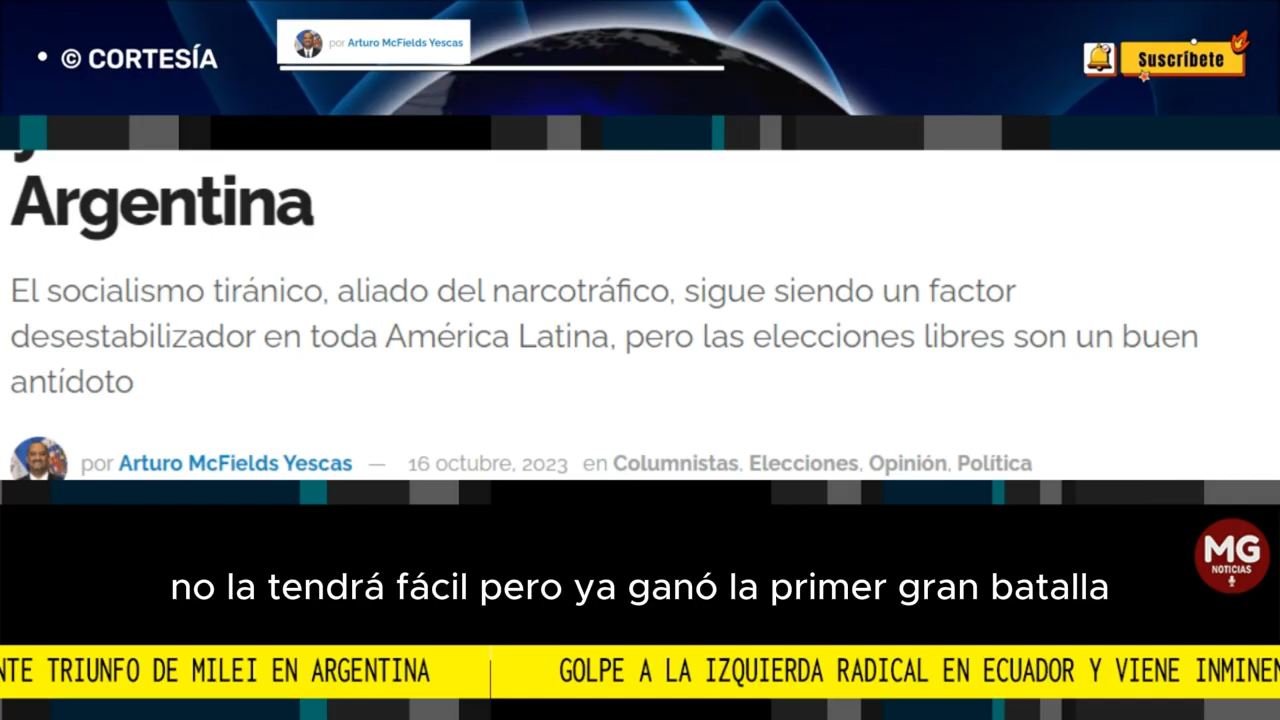 • © CORTESÍA
por Arturo McFields Yescas
Suscríbete
Argentina
El socialismo tiránico, aliado del narcotráfico, sigue siendo un factor
desestabilizador en toda América Latina, pero las elecciones libres son un buen
antídoto
por Arturo McFields Yescas — 16 octubre, 2023 en Columnistas, Elecciones, Opinión, Política
MG
NOTICIAS
no la tendrá fácil pero ya ganó la primer gran batalla
NTE TRIUNFO DE MILEI EN ARGENTINA
GOLPE A LA IZQUIERDA RADICAL EN ECUADOR Y VIENE INMINEN